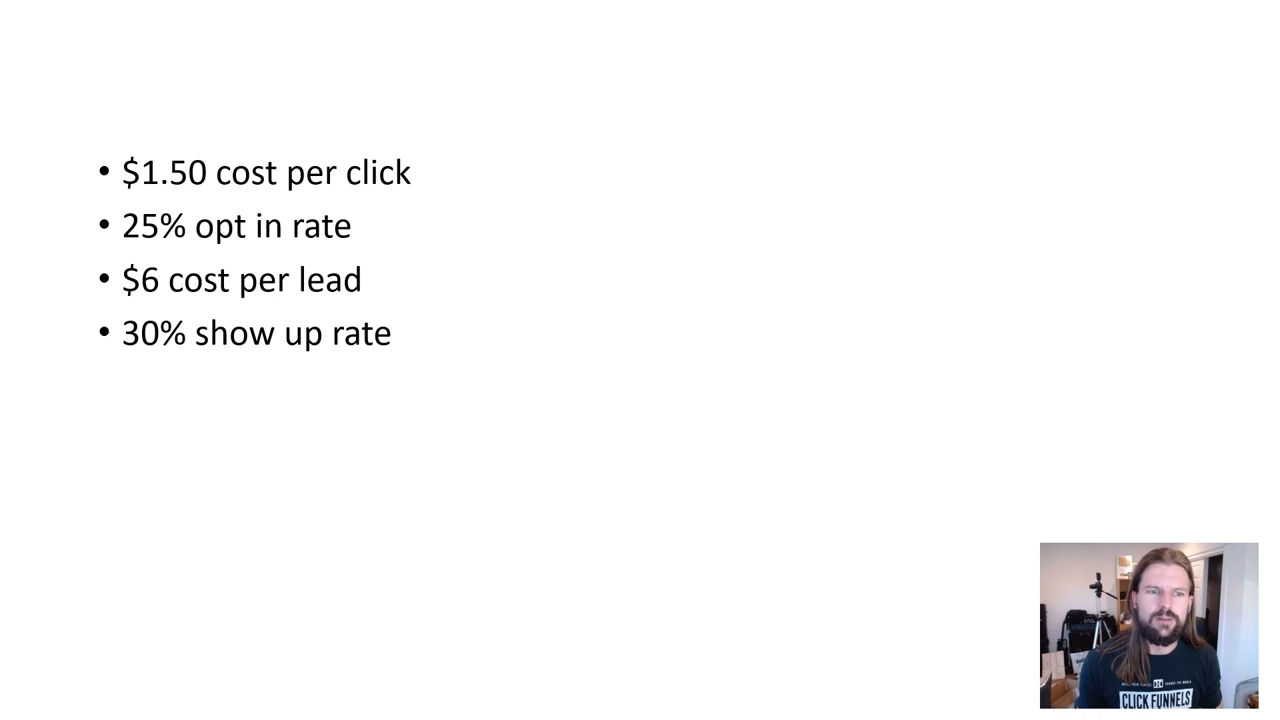 • $1.50 cost per click
• 25% opt in rate
• $6 cost per lead
• 30% show up rate
CLICK FUNNELS